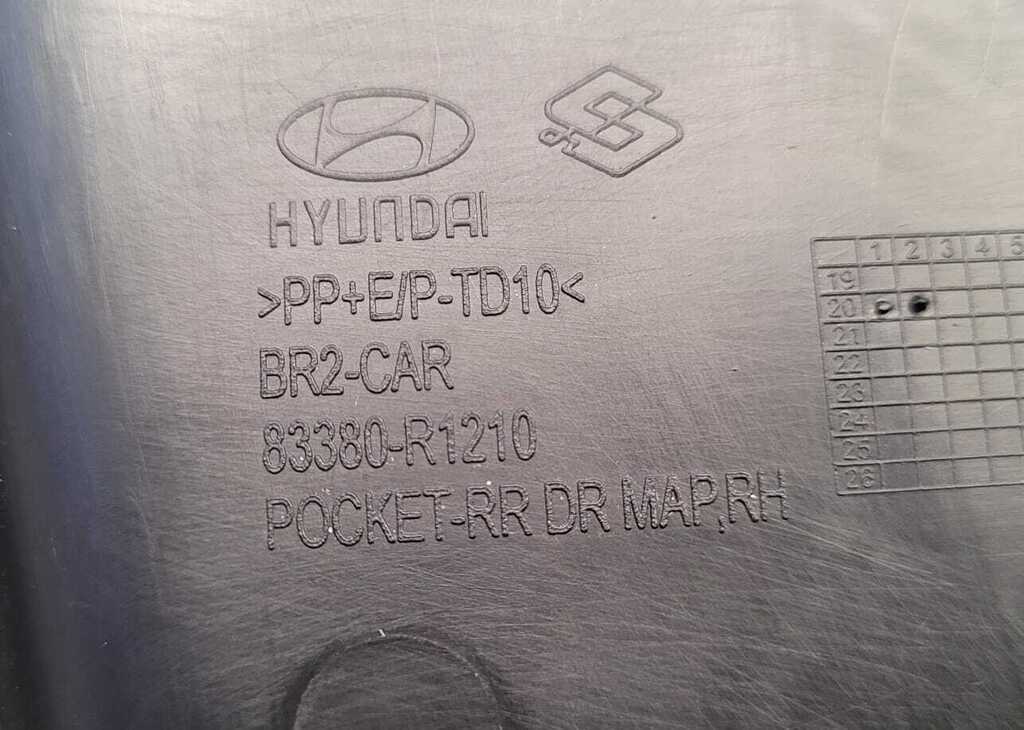 HYUNDAI
>PP+E/P-TD10<
BR2-CAR
83380-R1210
POCKET-RR DR MAP,RH
1 2 3 4 5
19
20
21
22
23
24
25
26